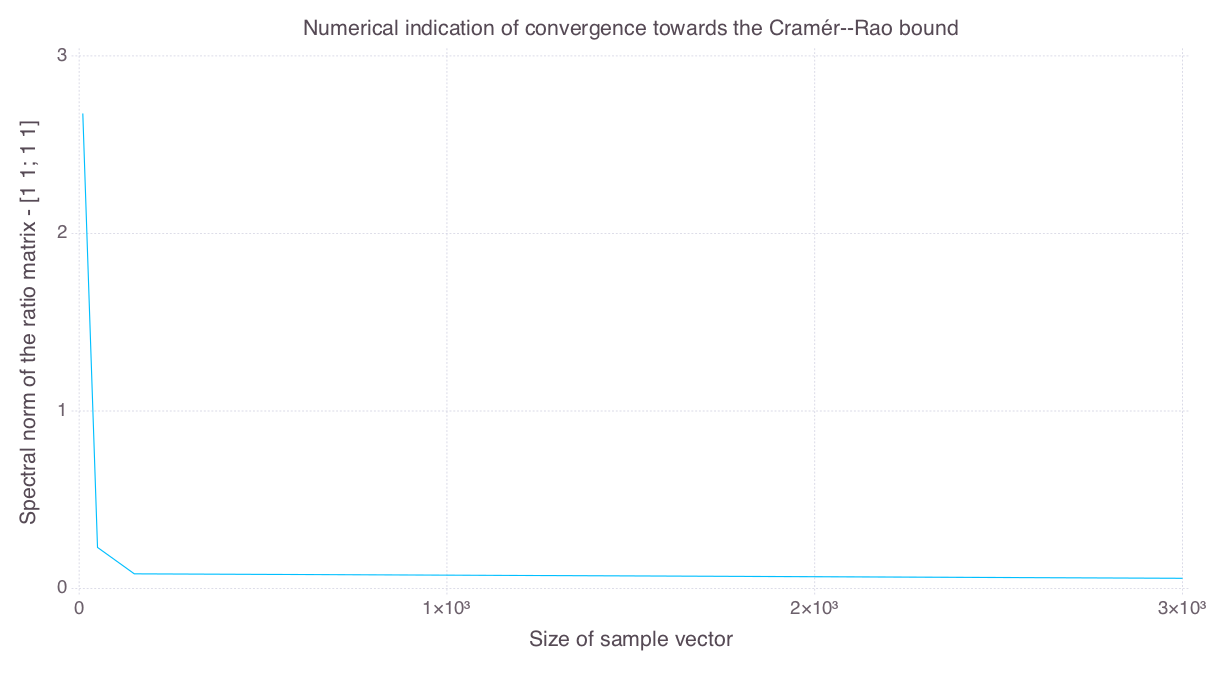 Numerical indication of convergence towards the Cramér--Rao bound
Spectral norm of the ratio matrix - [1 1; 1 1]
3
2
1
0
0 1×10³ 2×10³ 3×10³
Size of sample vector